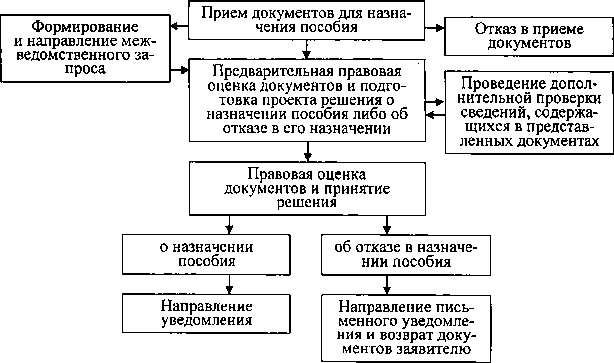 Формирование
и направление меж-
ведомственного за-
проса
Прием документов для назна-
чения пособия
Отказ в приеме
документов
Предварительная правовая
оценка документов и подго-
товка проекта решения о
назначении пособия либо об
отказе в его назначении
Проведение допол-
нительной проверки
сведений, содержа-
щихся в представ-
ленных документах
Правовая оценка
документов и принятие
решения
о назначении
пособия
об отказе в назначе-
нии пособия
Направление
уведомления
Направление пись-
менного уведомле-
ния и возврат доку-
ментов заявителю